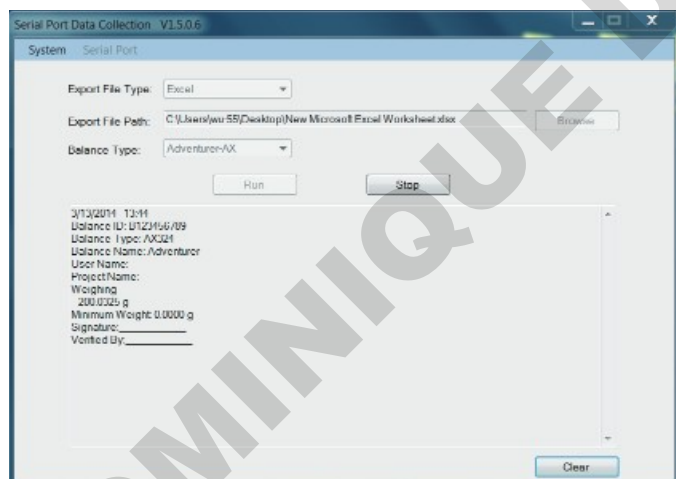 Serial Port Data Collection V1.5.0.6
System Serial Port
Export File Type: Excel
Export File Path: C:\Users\wu-55\Desktop\New Microsoft Excel Worksheet.xlsx Browse
Balance Type: Adventurer-AX
Run Stop
3/13/2014 13:44
Balance ID: B123456789
Balance Type: AX324
Balance Name: Adventurer
User Name:
Project Name:
Weighing
200.0325 g
Minimum Weight: 0.0000 g
Signature:
Verified By:
Clear
OMINIQUE D